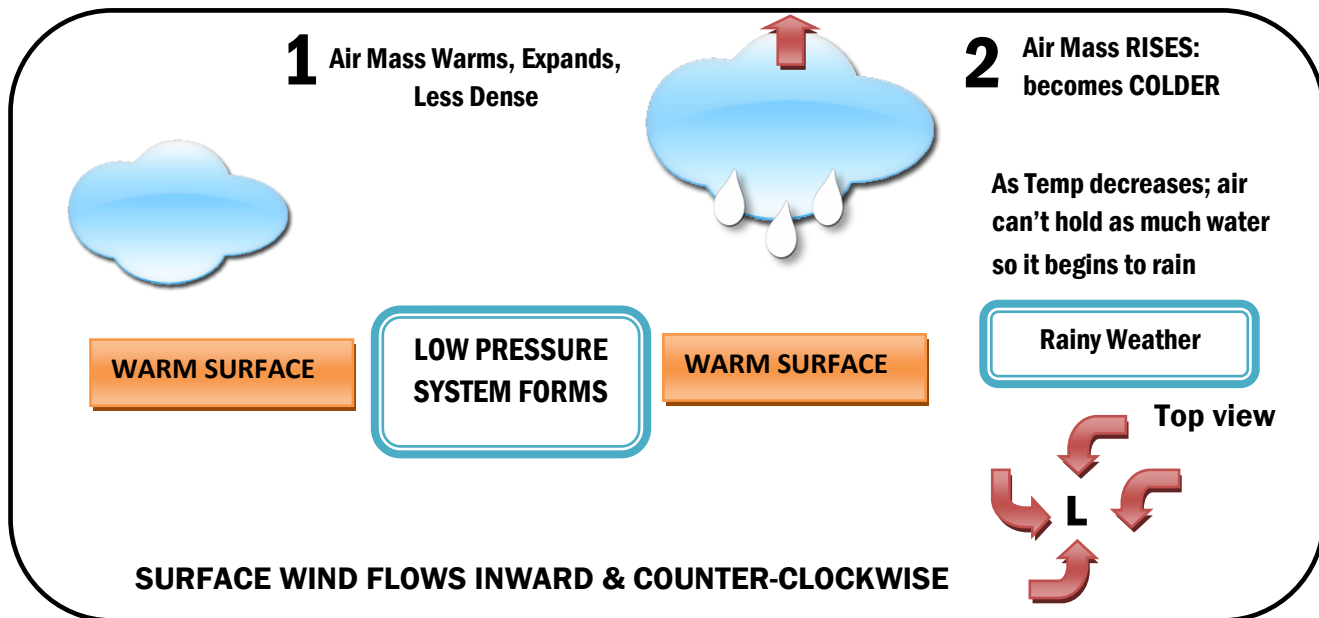 1 Air Mass Warms, Expands,
Less Dense
2 Air Mass RISES:
becomes COLDER
As Temp decreases; air
can’t hold as much water
so it begins to rain
WARM SURFACE
LOW PRESSURE
SYSTEM FORMS
WARM SURFACE
Rainy Weather
Top view
L
SURFACE WIND FLOWS INWARD & COUNTER-CLOCKWISE